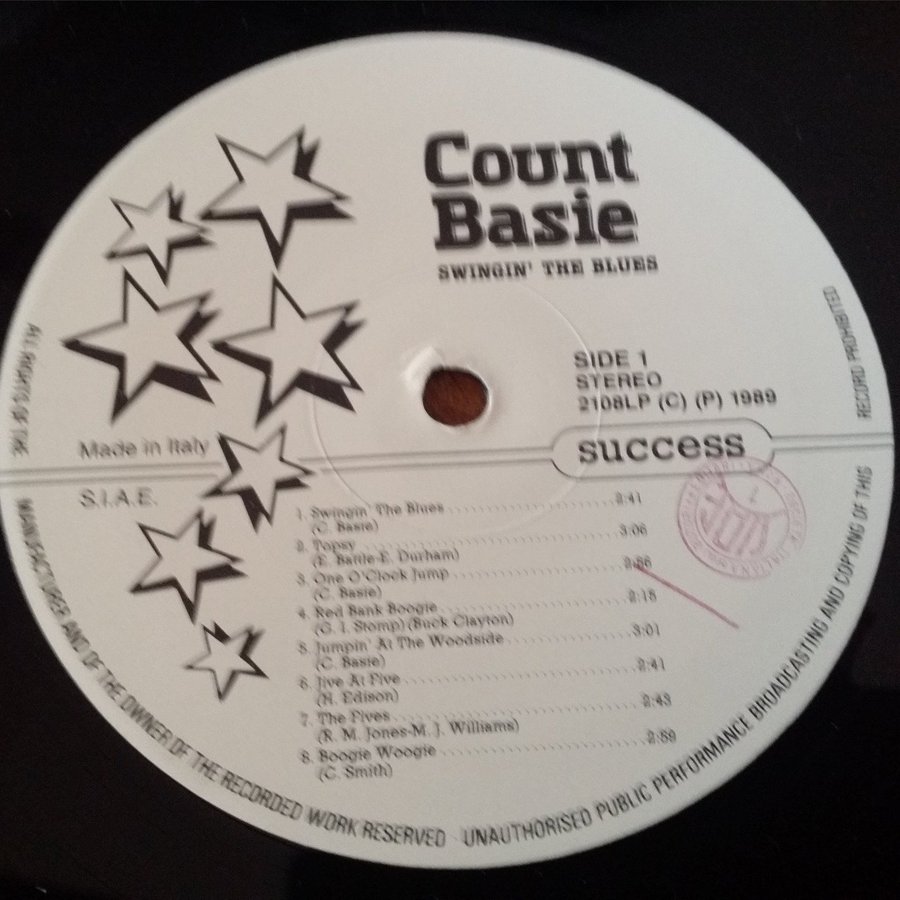 Count
Basie
SWINGIN' THE BLUES
SIDE 1
STEREO
2108LP (C) (P) 1989
Made in Italy
success
S.I.A.E.
1. Swingin' The Blues 2:41
(C. Basie)
2. Topsy 3:06
(E. Battle-E. Durham)
3. One O'Clock Jump
(C. Basie)
4. Red Bank Boogie 2:15
(G. I. Stomp) (Buck Clayton)
5. Jumpin' At The Woodside 3:01
(C. Basie)
6. Jive At Five 2:41
(H. Edison)
7. The Fives 2:43
(R. M. Jones-M. J. Williams)
8. Boogie Woogie 2:59
(C. Smith)
ALL RIGHTS OF THE
MANUFACTURER AND OF THE OWNER OF THE RECORDED WORK RESERVED · UNAUTHORISED PUBLIC PERFORMANCE BROADCASTING AND COPYING OF THIS
RECORD PROHIBITED